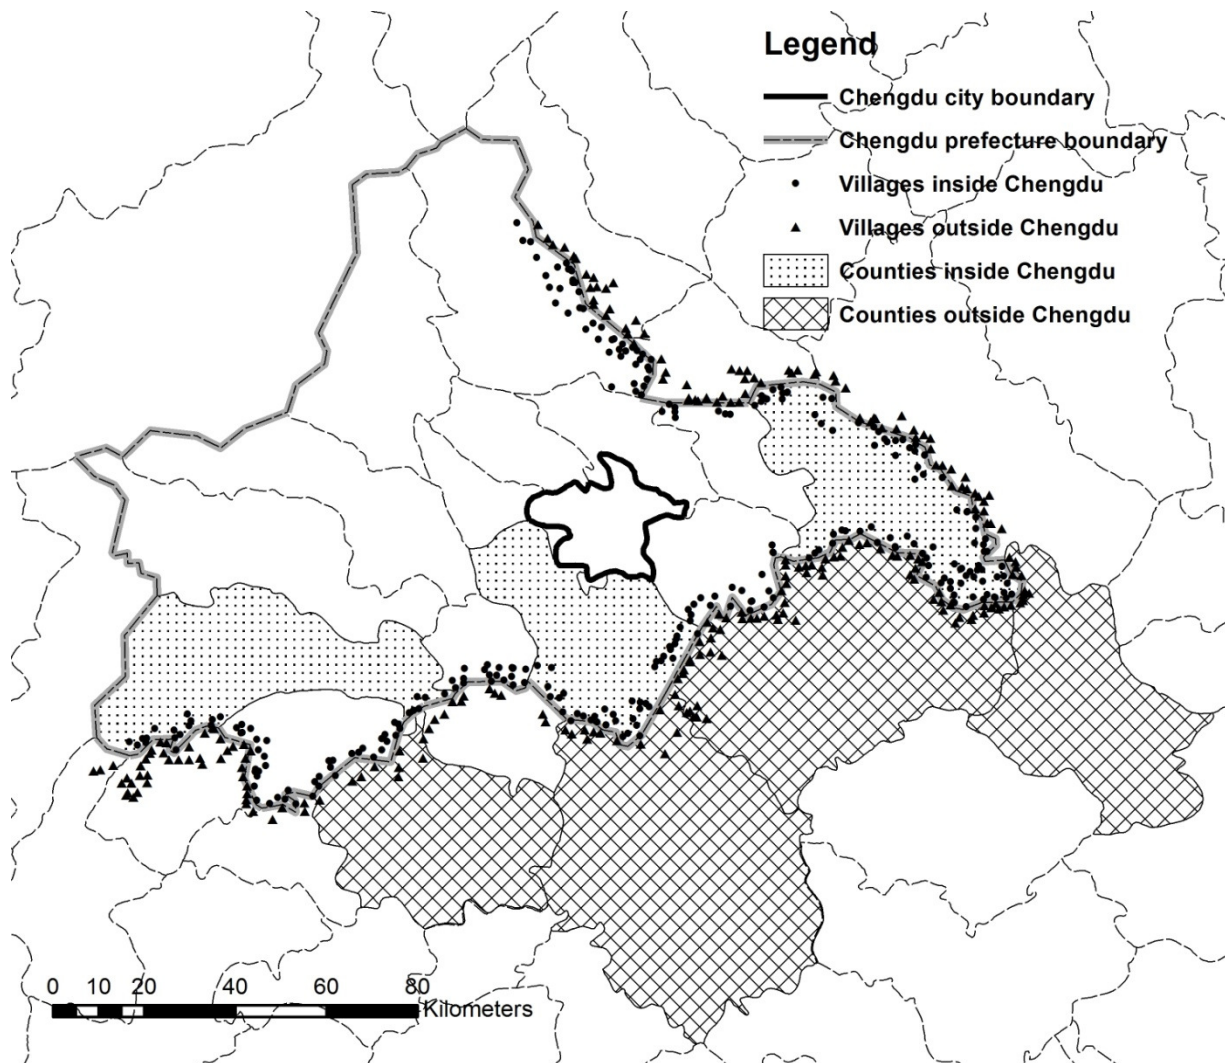 Legend
Chengdu city boundary
Chengdu prefecture boundary
Villages inside Chengdu
Villages outside Chengdu
Counties inside Chengdu
Counties outside Chengdu
0 10 20 40 60 80
Kilometers